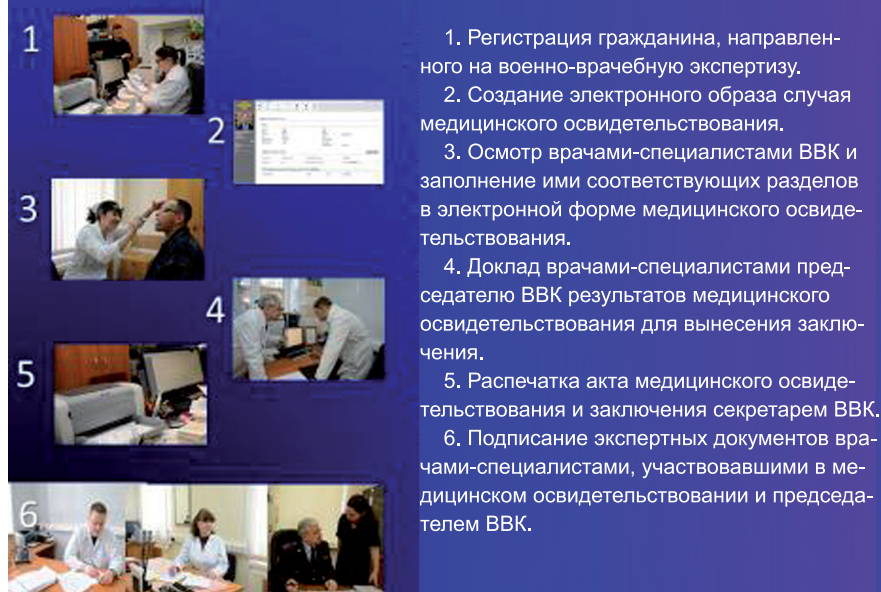 1
2
3
4
5
6
1. Регистрация гражданина, направлен-
ного на военно-врачебную экспертизу.
2. Создание электронного образа случая
медицинского освидетельствования.
3. Осмотр врачами-специалистами ВВК и
заполнение ими соответствующих разделов
в электронной форме медицинского освиде-
тельствования.
4. Доклад врачами-специалистами пред-
седателю ВВК результатов медицинского
освидетельствования для вынесения заклю-
чения.
5. Распечатка акта медицинского освиде-
тельствования и заключения секретарем ВВК.
6. Подписание экспертных документов вра-
чами-специалистами, участвовавшими в ме-
дицинском освидетельствовании и председа-
телем ВВК.